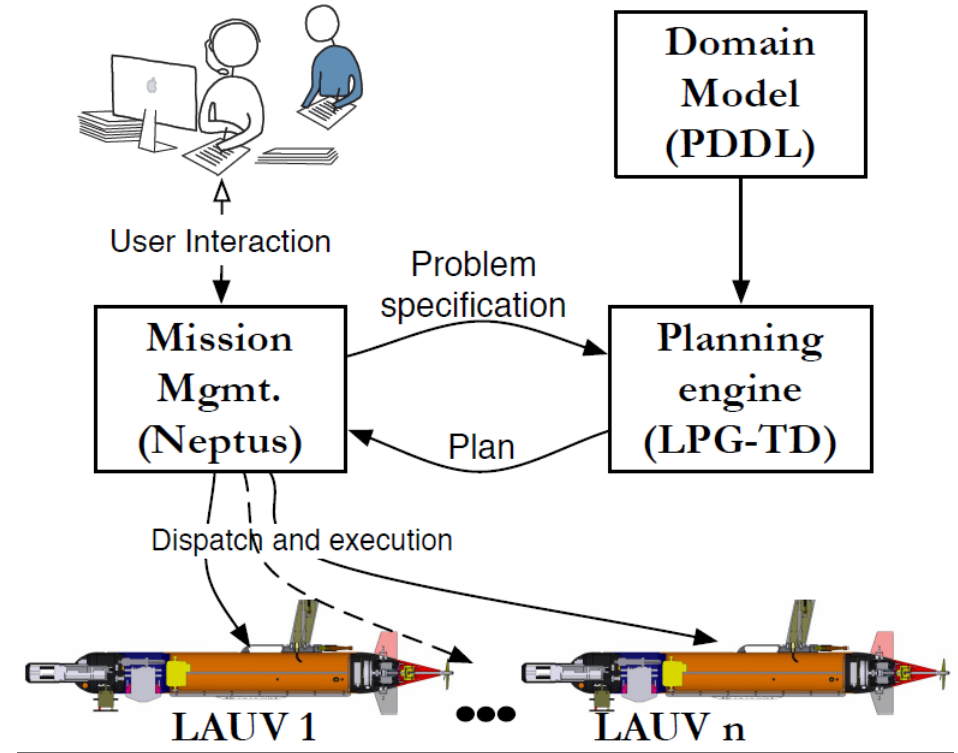 Domain
Model
(PDDL)
User Interaction
Problem
specification
Mission
Mgmt.
(Neptus)
Planning
engine
(LPG-TD)
Plan
Dispatch and execution
LAUV 1
LAUV n